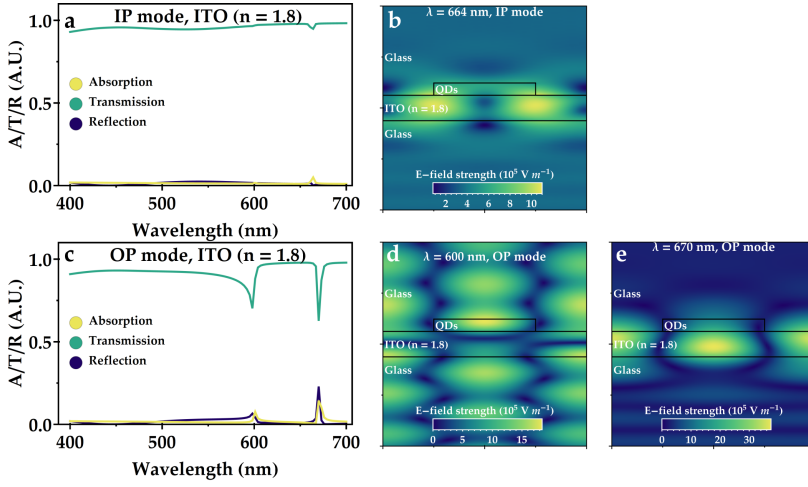 a
IP mode, ITO (n = 1.8)
1.0
0.5
0.0
A/T/R (A.U.)
Absorption
Transmission
Reflection
400
500
600
700
Wavelength (nm)
b
λ = 664 nm, IP mode
Glass
QDs
ITO (n = 1.8)
Glass
E−field strength (10⁵ V m⁻¹)
2 4 6 8 10
c
OP mode, ITO (n = 1.8)
1.0
0.5
0.0
A/T/R (A.U.)
Absorption
Transmission
Reflection
400
500
600
700
Wavelength (nm)
d
λ = 600 nm, OP mode
Glass
QDs
ITO (n = 1.8)
Glass
E−field strength (10⁵ V m⁻¹)
0 5 10 15
e
λ = 670 nm, OP mode
Glass
QDs
ITO (n = 1.8)
Glass
E−field strength (10⁵ V m⁻¹)
0 10 20 30